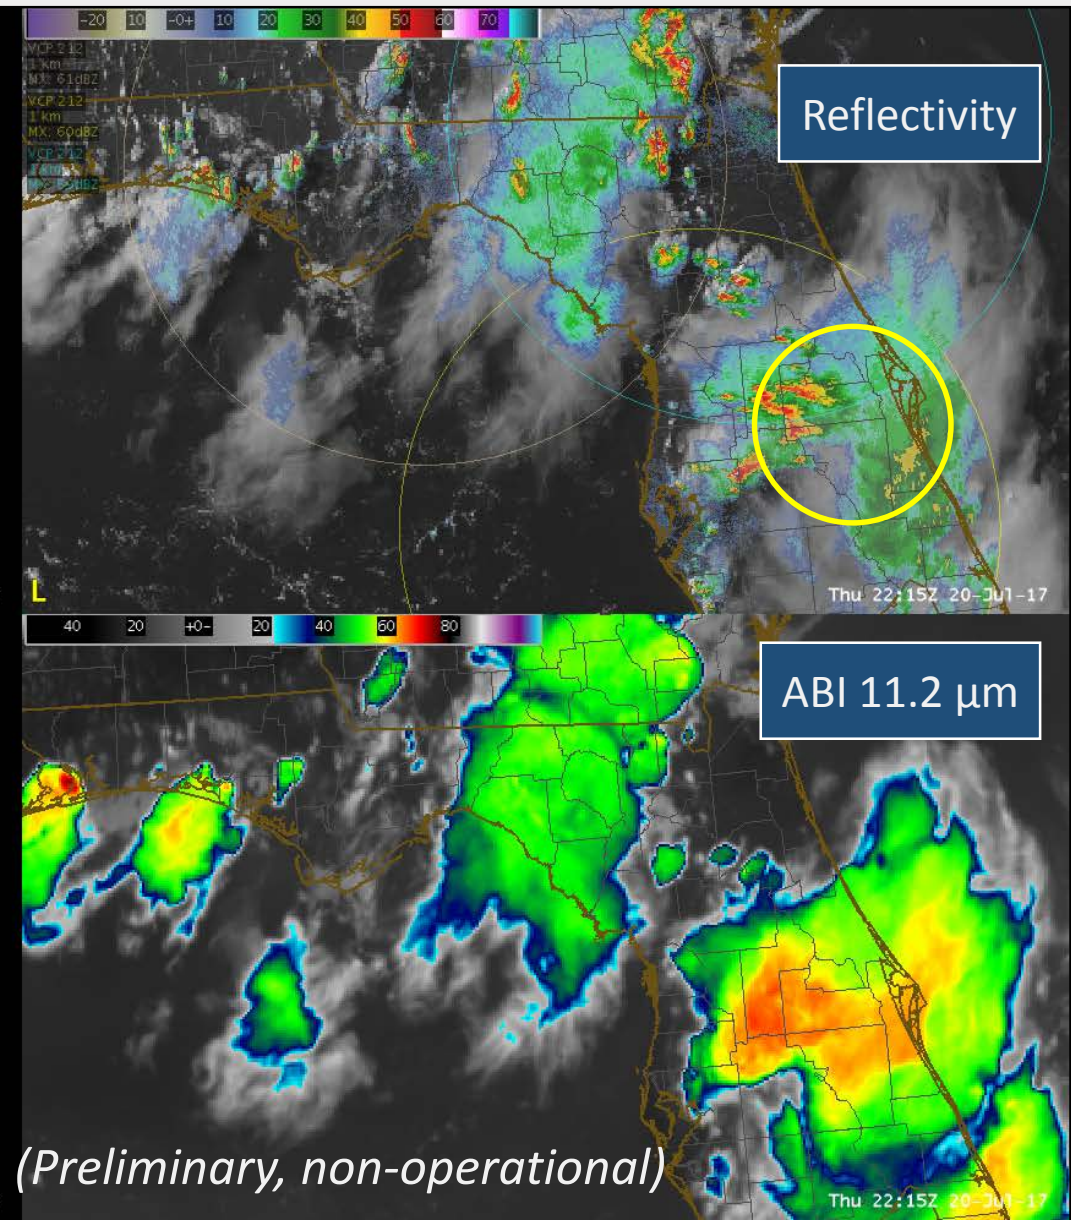 -20 10 -0+ 10 20 30 40 50 60 70
VCP 212
1 km
MX: 61dBZ
VCP 212
1 km
MX: 60dBZ
VCP 212
1 km
Reflectivity
L
Thu 22:15Z 20-Jul-17
40 20 +0- 20 40 60 80
ABI 11.2 µm
(Preliminary, non-operational)
Thu 22:15Z 20-Jul-17